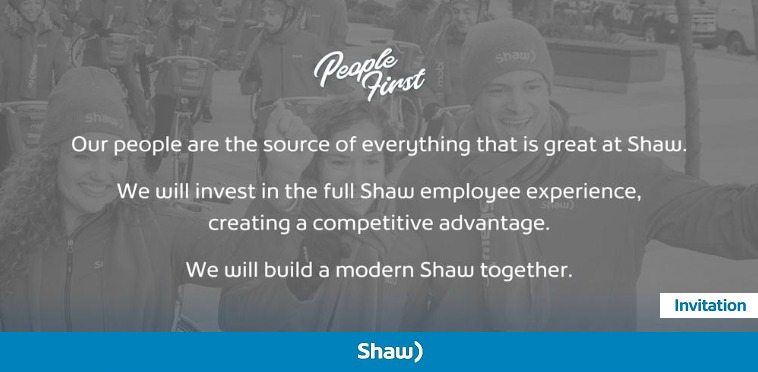 People
First
Our people are the source of everything that is great at Shaw.
We will invest in the full Shaw employee experience,
creating a competitive advantage.
We will build a modern Shaw together.
Invitation
Shaw)